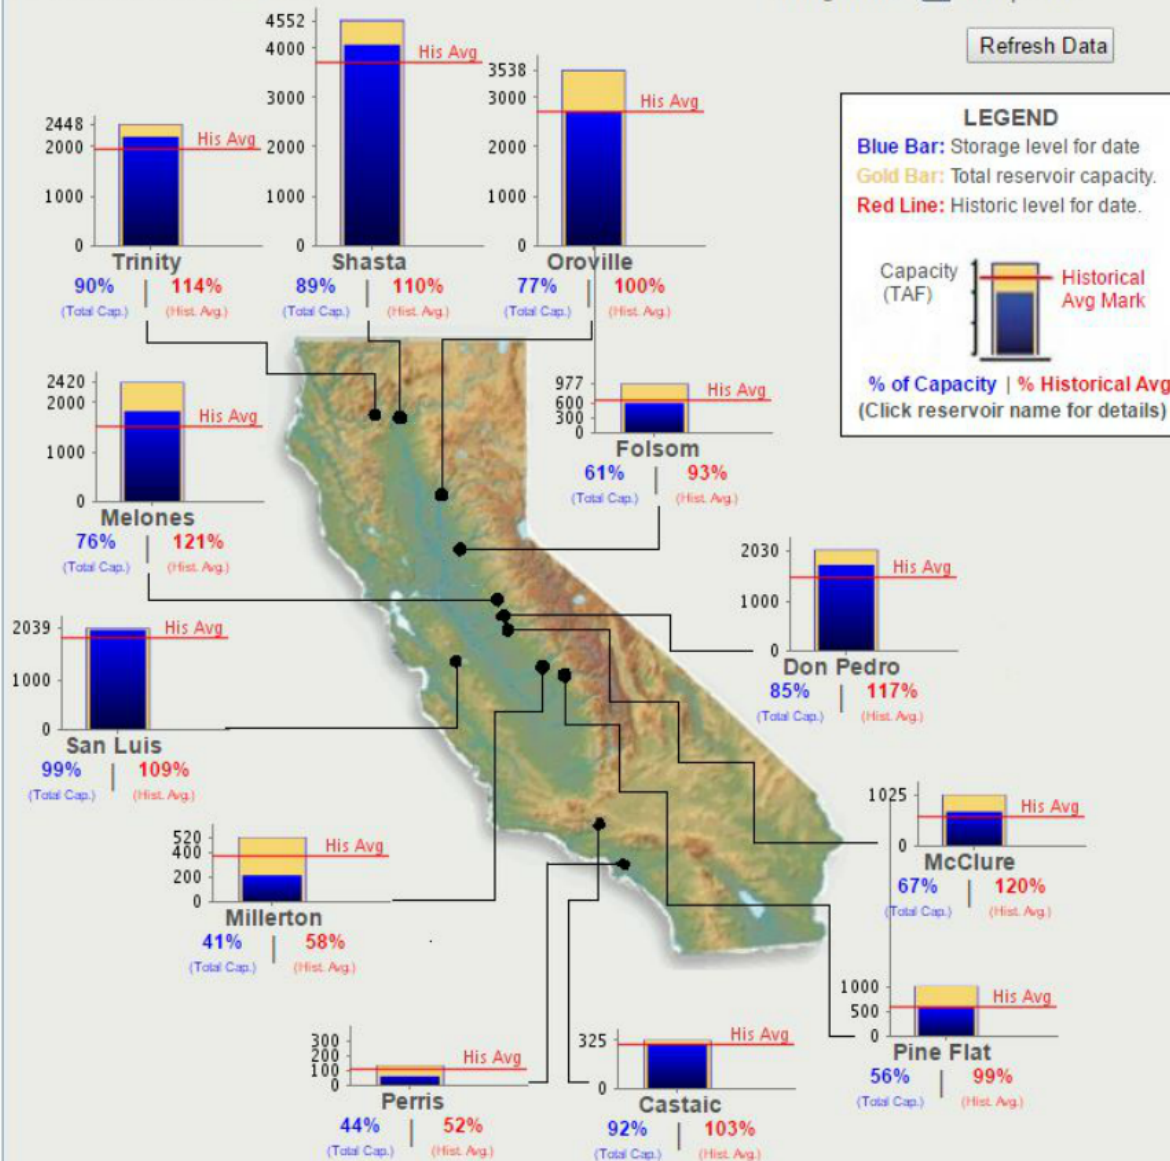 Refresh Data
4552
4000
3000
2000
1000
0
His Avg
Shasta
89% | 110%
(Total Cap.) (Hist. Avg.)
3538
3000
2000
1000
0
His Avg
Oroville
77% | 100%
(Total Cap.) (Hist. Avg.)
2448
2000
1000
0
His Avg
Trinity
90% | 114%
(Total Cap.) (Hist. Avg.)
LEGEND
Blue Bar: Storage level for date
Gold Bar: Total reservoir capacity.
Red Line: Historic level for date.
Capacity
(TAF)
Historical
Avg Mark
% of Capacity | % Historical Avg
(Click reservoir name for details)
2420
2000
1000
0
His Avg
Melones
76% | 121%
(Total Cap.) (Hist. Avg.)
977
600
300
0
His Avg
Folsom
61% | 93%
(Total Cap.) (Hist. Avg.)
2030
1000
0
His Avg
Don Pedro
85% | 117%
(Total Cap.) (Hist. Avg.)
2039
1000
0
His Avg
San Luis
99% | 109%
(Total Cap.) (Hist. Avg.)
1025
0
His Avg
McClure
67% | 120%
(Total Cap.) (Hist. Avg.)
520
400
200
0
His Avg
Millerton
41% | 58%
(Total Cap.) (Hist. Avg.)
1000
500
0
His Avg
Pine Flat
56% | 99%
(Total Cap.) (Hist. Avg.)
300
200
100
0
His Avg
Perris
44% | 52%
(Total Cap.) (Hist. Avg.)
325
0
His Avg
Castaic
92% | 103%
(Total Cap.) (Hist. Avg.)